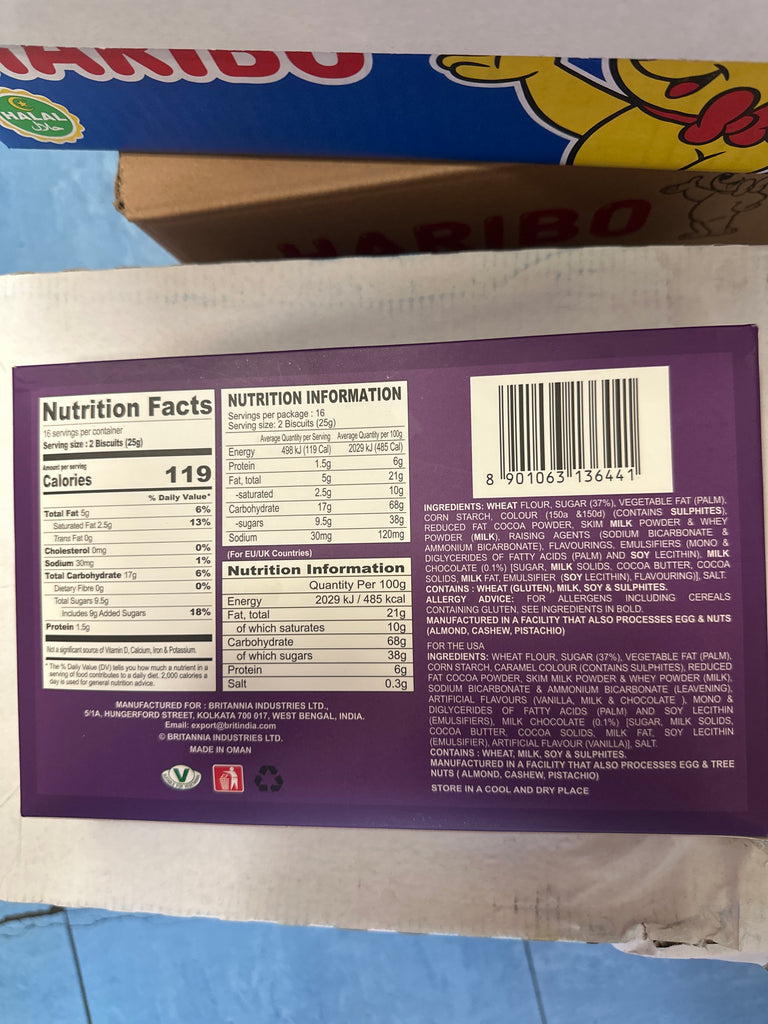 HARIBO
HALAL
حلال
HARIBO
Nutrition Facts
16 servings per container
Serving size : 2 Biscuits (25g)
Amount per serving
Calories 119
% Daily Value*
Total Fat 5g 6%
Saturated Fat 2.5g 13%
Trans Fat 0g
Cholesterol 0mg 0%
Sodium 30mg 1%
Total Carbohydrate 17g 6%
Dietary Fibre 0g 0%
Total Sugars 9.5g
Includes 9g Added Sugars 18%
Protein 1.5g
Not a significant source of Vitamin D, Calcium, Iron & Potassium.
* The % Daily Value (DV) tells you how much a nutrient in a
serving of food contributes to a daily diet. 2,000 calories a
day is used for general nutrition advice.
NUTRITION INFORMATION
Servings per package : 16
Serving size: 2 Biscuits (25g)
Average Quantity per Serving Average Quantity per 100g
Energy 498 kJ (119 Cal) 2029 kJ (485 Cal)
Protein 1.5g 6g
Fat, total 5g 21g
-saturated 2.5g 10g
Carbohydrate 17g 68g
-sugars 9.5g 38g
Sodium 30mg 120mg
(For EU/UK Countries)
Nutrition Information
Quantity Per 100g
Energy 2029 kJ / 485 kcal
Fat, total 21g
of which saturates 10g
Carbohydrate 68g
of which sugars 38g
Protein 6g
Salt 0.3g
MANUFACTURED FOR : BRITANNIA INDUSTRIES LTD.,
5/1A, HUNGERFORD STREET, KOLKATA 700 017, WEST BENGAL, INDIA.
Email: export@britindia.com
© BRITANNIA INDUSTRIES LTD.
MADE IN OMAN
V
8 901063 136441
INGREDIENTS: WHEAT FLOUR, SUGAR (37%), VEGETABLE FAT (PALM),
CORN STARCH, COLOUR (150a &150d) (CONTAINS SULPHITES),
REDUCED FAT COCOA POWDER, SKIM MILK POWDER & WHEY
POWDER (MILK), RAISING AGENTS (SODIUM BICARBONATE &
AMMONIUM BICARBONATE), FLAVOURINGS, EMULSIFIERS (MONO &
DIGLYCERIDES OF FATTY ACIDS (PALM) AND SOY LECITHIN), MILK
CHOCOLATE (0.1%) [SUGAR, MILK SOLIDS, COCOA BUTTER, COCOA
SOLIDS, MILK FAT, EMULSIFIER (SOY LECITHIN), FLAVOURING)], SALT.
CONTAINS : WHEAT (GLUTEN), MILK, SOY & SULPHITES.
ALLERGY ADVICE: FOR ALLERGENS INCLUDING CEREALS
CONTAINING GLUTEN, SEE INGREDIENTS IN BOLD.
MANUFACTURED IN A FACILITY THAT ALSO PROCESSES EGG & NUTS
(ALMOND, CASHEW, PISTACHIO)
FOR THE USA
INGREDIENTS: WHEAT FLOUR, SUGAR (37%), VEGETABLE FAT (PALM),
CORN STARCH, CARAMEL COLOUR (CONTAINS SULPHITES), REDUCED
FAT COCOA POWDER, SKIM MILK POWDER & WHEY POWDER (MILK),
SODIUM BICARBONATE & AMMONIUM BICARBONATE (LEAVENING),
ARTIFICIAL FLAVOURS (VANILLA, MILK & CHOCOLATE ), MONO &
DIGLYCERIDES OF FATTY ACIDS (PALM) AND SOY LECITHIN
(EMULSIFIERS), MILK CHOCOLATE (0.1%) [SUGAR, MILK SOLIDS,
COCOA BUTTER, COCOA SOLIDS, MILK FAT, SOY LECITHIN
(EMULSIFIER), ARTIFICIAL FLAVOUR (VANILLA)], SALT.
CONTAINS : WHEAT, MILK, SOY & SULPHITES.
MANUFACTURED IN A FACILITY THAT ALSO PROCESSES EGG & TREE
NUTS ( ALMOND, CASHEW, PISTACHIO)
STORE IN A COOL AND DRY PLACE